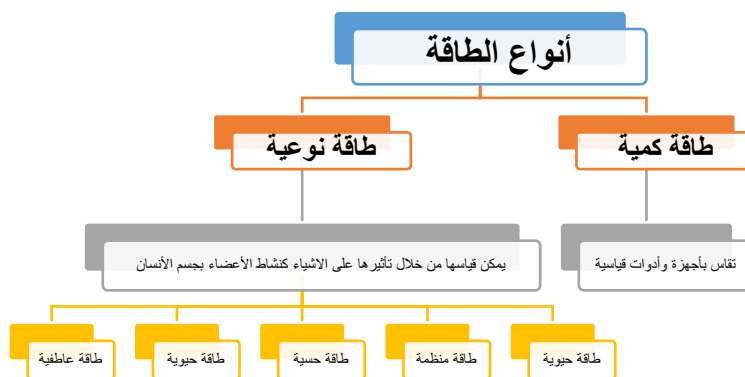 أنواع الطاقة
طاقة كمية
طاقة نوعية
تقاس بأجهزة وأدوات قياسية
يمكن قياسها من خلال تأثيرها على الاشياء كنشاط الأعضاء بجسم الأنسان
طاقة حيوية
طاقة منظمة
طاقة حسية
طاقة حيوية
طاقة عاطفية